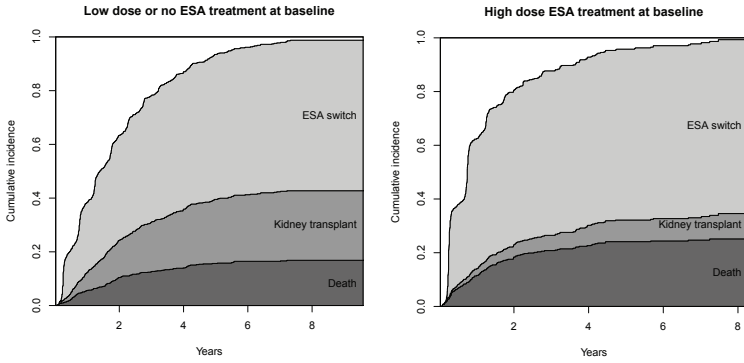 Low dose or no ESA treatment at baseline
Cumulative incidence
1.0
0.8
0.6
0.4
0.2
0.0
ESA switch
Kidney transplant
Death
2 4 6 8
Years
High dose ESA treatment at baseline
Cumulative incidence
1.0
0.8
0.6
0.4
0.2
0.0
ESA switch
Kidney transplant
Death
0 2 4 6 8
Years